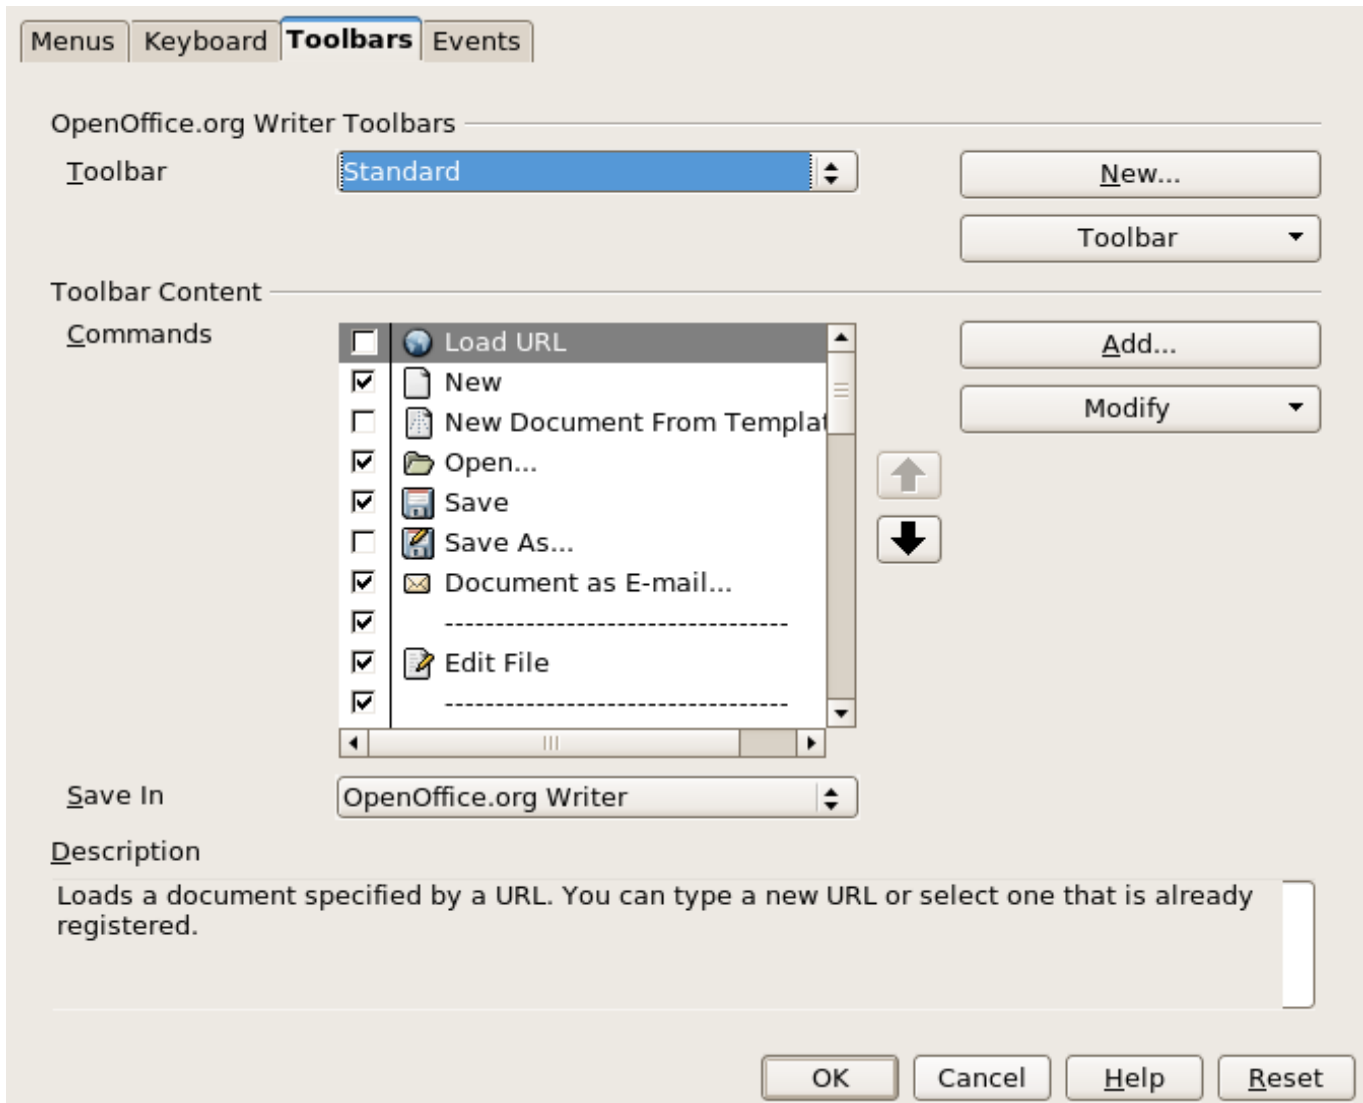 Menus Keyboard Toolbars Events
OpenOffice.org Writer Toolbars
Toolbar Standard New...
Toolbar
Toolbar Content
Commands Load URL Add...
New
Modify
New Document From Templat
Open...
Save
Save As...
Document as E-mail...
----------------------------------
Edit File
----------------------------------
Save In OpenOffice.org Writer
Description
Loads a document specified by a URL. You can type a new URL or select one that is already
registered.
OK Cancel Help Reset